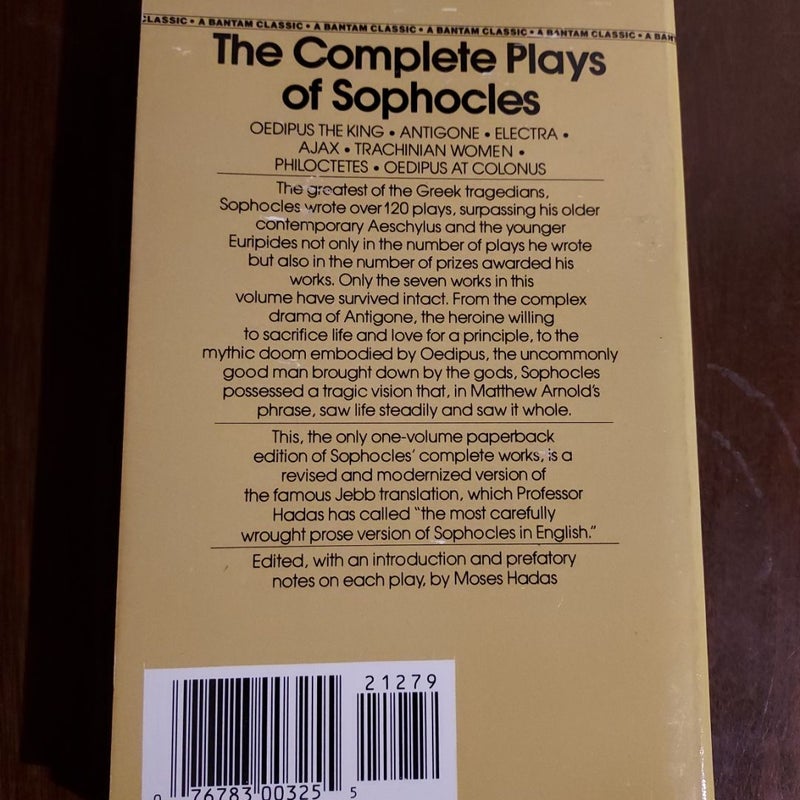 CLASSIC • A BANTAM CLASSIC • A BANTAM CLASSIC • A BANTAM CLASSIC • A BANTAM CLASSIC • A BAN
The Complete Plays
of Sophocles
OEDIPUS THE KING • ANTIGONE • ELECTRA •
AJAX • TRACHINIAN WOMEN •
PHILOCTETES • OEDIPUS AT COLONUS
The greatest of the Greek tragedians,
Sophocles wrote over 120 plays, surpassing his older
contemporary Aeschylus and the younger
Euripides not only in the number of plays he wrote
but also in the number of prizes awarded his
works. Only the seven works in this
volume have survived intact. From the complex
drama of Antigone, the heroine willing
to sacrifice life and love for a principle, to the
mythic doom embodied by Oedipus, the uncommonly
good man brought down by the gods, Sophocles
possessed a tragic vision that, in Matthew Arnold's
phrase, saw life steadily and saw it whole.
This, the only one-volume paperback
edition of Sophocles' complete works, is a
revised and modernized version of
the famous Jebb translation, which Professor
Hadas has called "the most carefully
wrought prose version of Sophocles in English."
Edited, with an introduction and prefatory
notes on each play, by Moses Hadas
21279
0 76783 00325 5